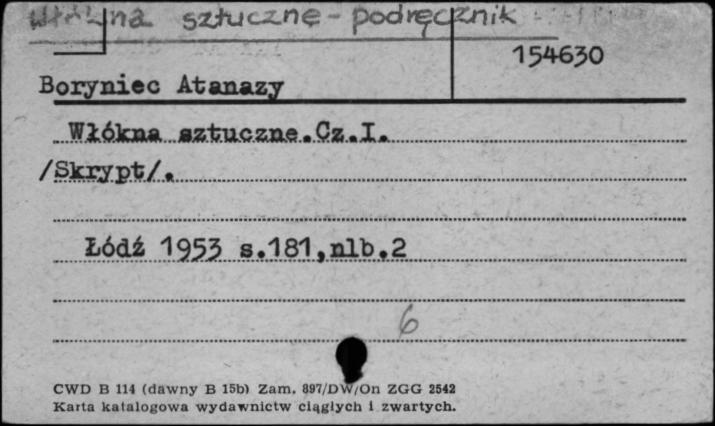 Włókna sztuczne - podręcznik
154630
Boryniec Atanazy
Włókna sztuczne.Cz.I.
/Skrypt/.
Łódź 1953 s.181,nlb.2
6
CWD B 114 (dawny B 15b) Zam. 897/DW/On ZGG 2542
Karta katalogowa wydawnictw ciągłych i zwartych.